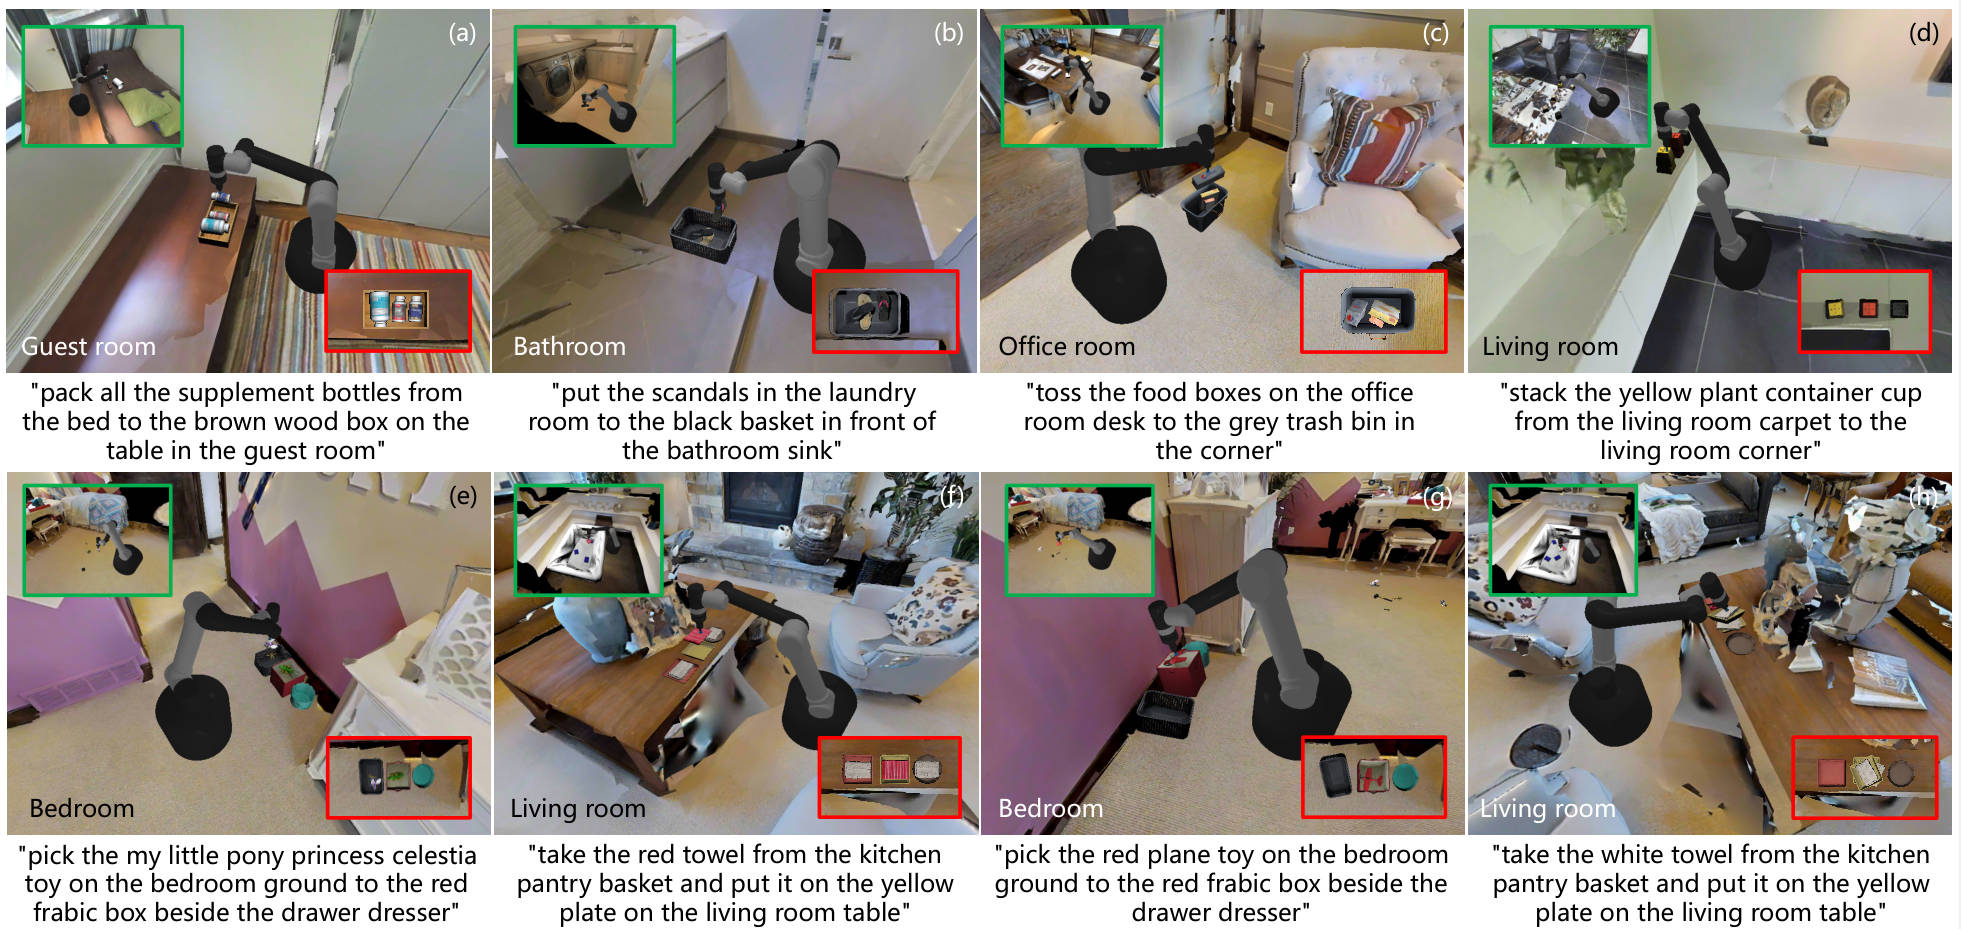 (a)
Guest room
"pack all the supplement bottles from
the bed to the brown wood box on the
table in the guest room"
(b)
Bathroom
"put the scandals in the laundry
room to the black basket in front of
the bathroom sink"
(c)
Office room
"toss the food boxes on the office
room desk to the grey trash bin in
the corner"
(d)
Living room
"stack the yellow plant container cup
from the living room carpet to the
living room corner"
(e)
Bedroom
"pick the my little pony princess celestia
toy on the bedroom ground to the red
frabic box beside the drawer dresser"
(f)
Living room
"take the red towel from the kitchen
pantry basket and put it on the yellow
plate on the living room table"
(g)
Bedroom
"pick the red plane toy on the bedroom
ground to the red frabic box beside the
drawer dresser"
(h)
Living room
"take the white towel from the kitchen
pantry basket and put it on the yellow
plate on the living room table"